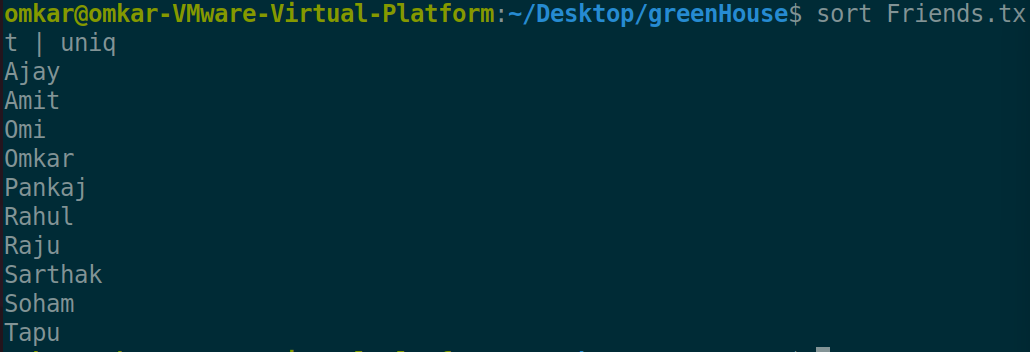 omkar@omkar-VMware-Virtual-Platform:~/Desktop/greenHouse$ sort Friends.tx
t | uniq
Ajay
Amit
Omi
Omkar
Pankaj
Rahul
Raju
Sarthak
Soham
Tapu